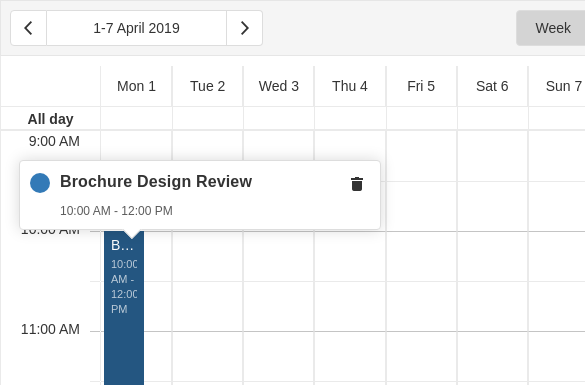 1-7 April 2019
Week
Mon 1
Tue 2
Wed 3
Thu 4
Fri 5
Sat 6
Sun 7
All day
9:00 AM
Brochure Design Review
10:00 AM - 12:00 PM
10:00 AM
B...
10:00
AM -
12:00
PM
11:00 AM